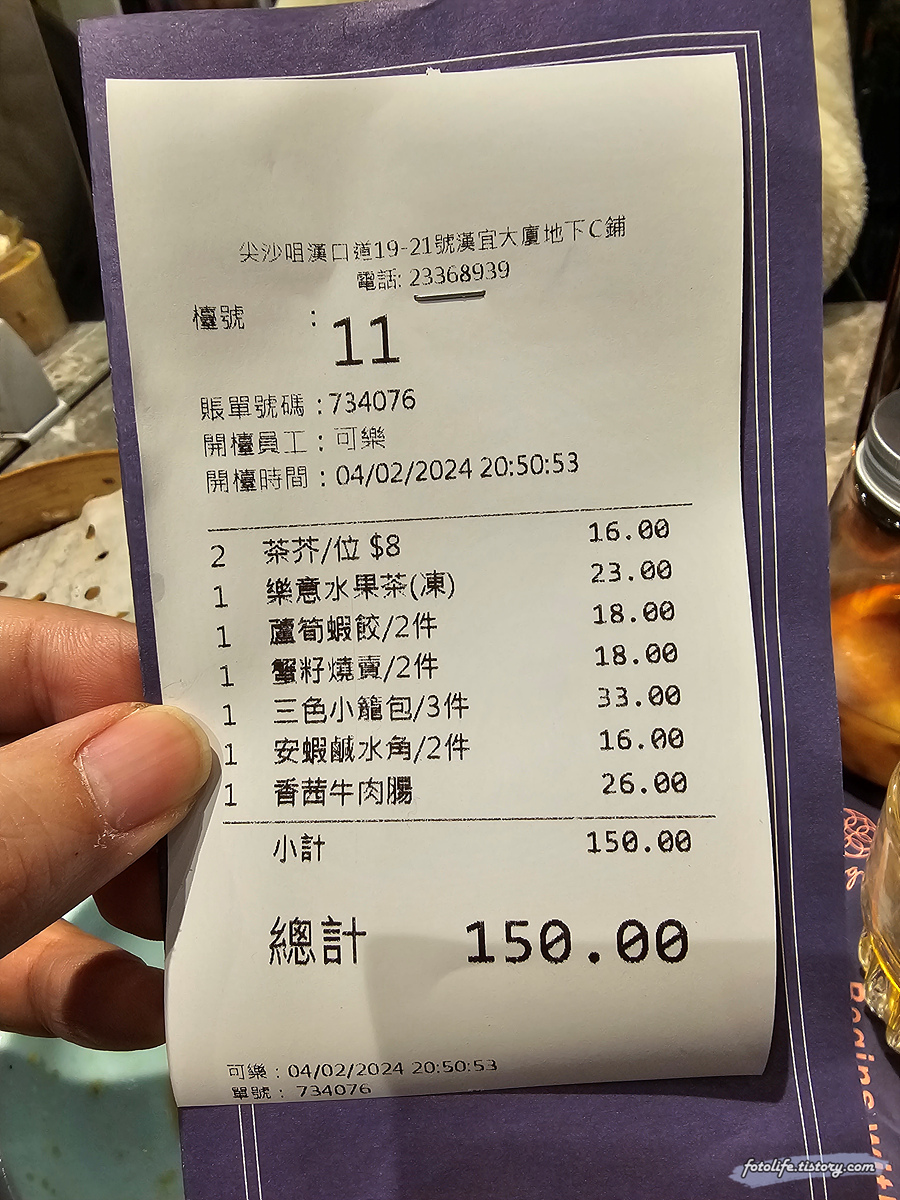 尖沙咀漢口道19-21號漢宜大廈地下C鋪
電話: 23368939
檯號 : 11
賬單號碼 : 734076
開檯員工 : 可樂
開檯時間 : 04/02/2024 20:50:53
2 茶芥/位 $8 16.00
1 樂意水果茶(凍) 23.00
1 蘆筍蝦餃/2件 18.00
1 蟹籽燒賣/2件 18.00
1 三色小籠包/3件 33.00
1 安蝦鹹水角/2件 16.00
1 香茜牛肉腸 26.00
小計 150.00
總計 150.00
可樂 : 04/02/2024 20:50:53
單號 : 734076
fotolife.tistory.com